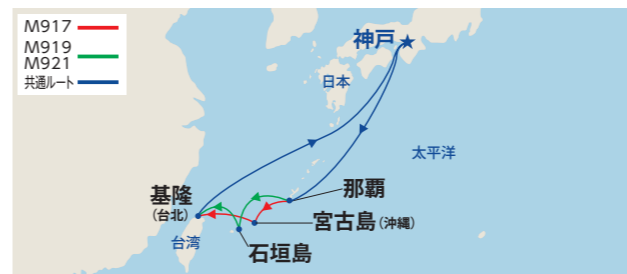 M917
M919
M921
共通ルート
神戸
日本
太平洋
那覇
基隆
(台北)
宮古島(沖縄)
台湾
石垣島